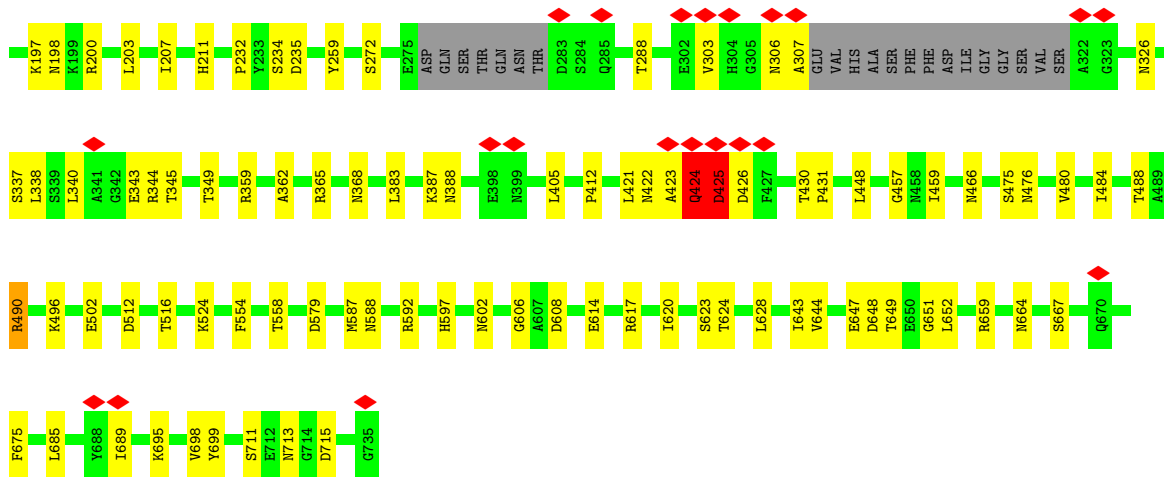 K197 N198 K199 R200 L203 I207 H211 P232 Y233 S234 D235 Y259 S272 E275 ASP GLN SER THR GLN ASN THR D283 S284 Q285 T288 E302 V303 H304 G305 N306 A307 GLU VAL HIS ALA SER PHE PHE ASP ILE GLY GLY SER VAL SER A322 G323 N326
S337 L338 S339 L340 A341 G342 E343 R344 T345 T349 R359 A362 R365 N368 L383 K387 N388 E398 N399 L405 P412 L421 N422 A423 Q424 D425 D426 F427 T430 P431 L448 G457 N458 I459 N466 S475 N476 V480 I484 T488 A489
R490 K496 E502 D512 T516 K524 F554 T558 D579 M587 N588 R592 H597 N602 G606 A607 D608 E614 R617 I620 S623 T624 L628 I643 V644 E647 D648 T649 E650 G651 L652 R659 N664 S667 Q670
F675 L685 Y688 I689 K695 V698 Y699 S711 E712 N713 G714 D715 G735